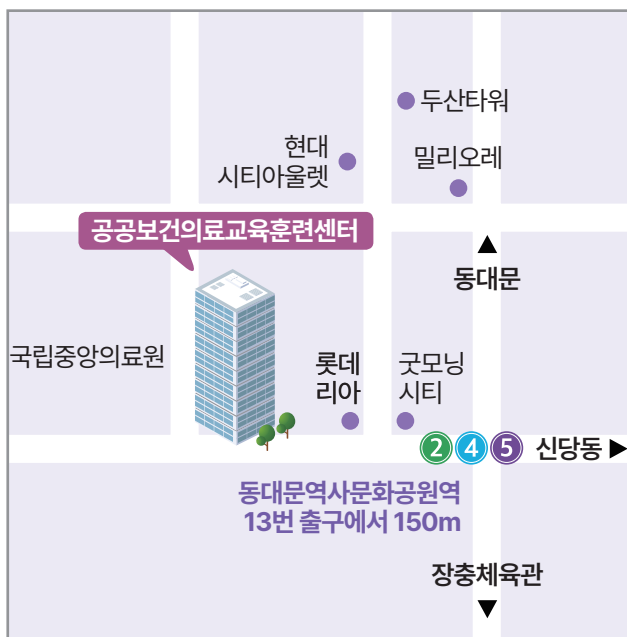 두산타워
현대
시티아울렛
밀리오레
공공보건의료교육훈련센터
▲
동대문
국립중앙의료원
롯데
리아
굿모닝
시티
2 4 5 신당동 ▶
동대문역사문화공원역
13번 출구에서 150m
장충체육관
▼